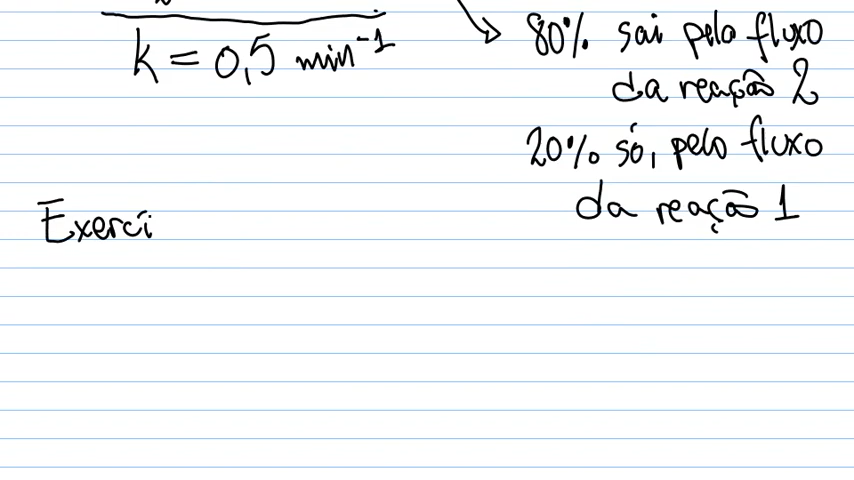 k = 0,5 min⁻¹
80% sai pelo fluxo
da reação 2
20% só, pelo fluxo
da reação 1
Exercí